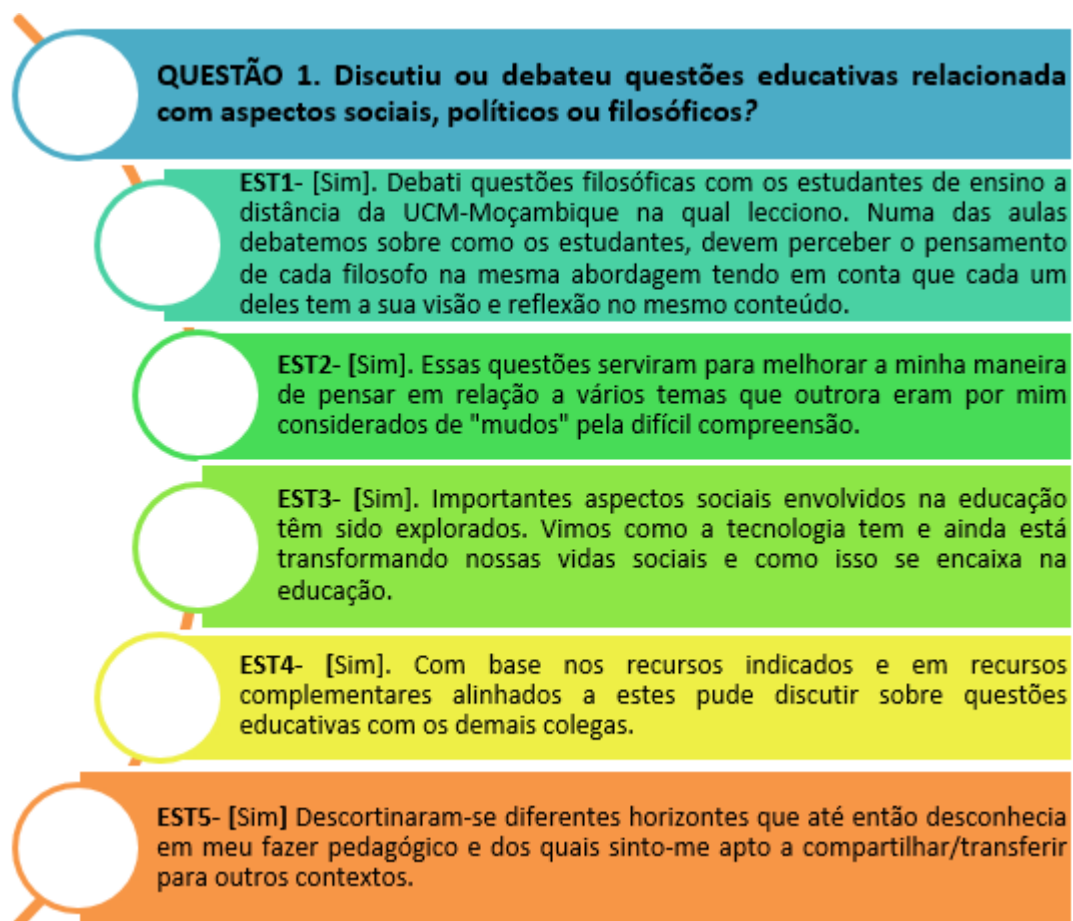 QUESTÃO 1. Discutiu ou debateu questões educativas relacionada
com aspectos sociais, políticos ou filosóficos?
EST1- [Sim]. Debati questões filosóficas com os estudantes de ensino a
distância da UCM-Moçambique na qual lecciono. Numa das aulas
debatemos sobre como os estudantes, devem perceber o pensamento
de cada filosofo na mesma abordagem tendo em conta que cada um
deles tem a sua visão e reflexão no mesmo conteúdo.
EST2- [Sim]. Essas questões serviram para melhorar a minha maneira
de pensar em relação a vários temas que outrora eram por mim
considerados de "mudos" pela difícil compreensão.
EST3- [Sim]. Importantes aspectos sociais envolvidos na educação
têm sido explorados. Vimos como a tecnologia tem e ainda está
transformando nossas vidas sociais e como isso se encaixa na
educação.
EST4- [Sim]. Com base nos recursos indicados e em recursos
complementares alinhados a estes pude discutir sobre questões
educativas com os demais colegas.
EST5- [Sim] Descortinaram-se diferentes horizontes que até então desconhecia
em meu fazer pedagógico e dos quais sinto-me apto a compartilhar/transferir
para outros contextos.